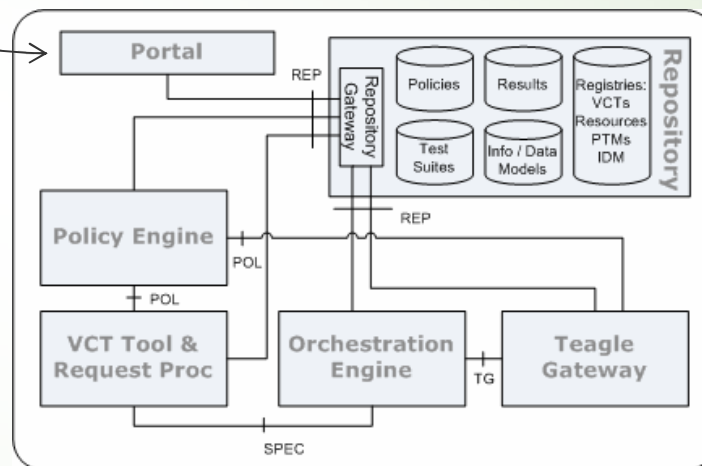 Portal
REP
Repository
Gateway
Policies
Results
Registries:
VCTs
Resources
PTMs
IDM
Test
Suites
Info / Data
Models
Repository
REP
Policy Engine
POL
POL
VCT Tool &
Request Proc
Orchestration
Engine
TG
Teagle
Gateway
SPEC